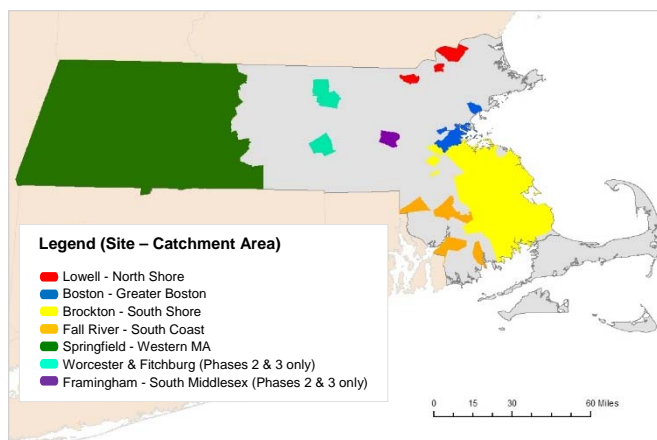 Legend (Site – Catchment Area)
Lowell - North Shore
Boston - Greater Boston
Brockton - South Shore
Fall River - South Coast
Springfield - Western MA
Worcester & Fitchburg (Phases 2 & 3 only)
Framingham - South Middlesex (Phases 2 & 3 only)
0 15 30 60 Miles